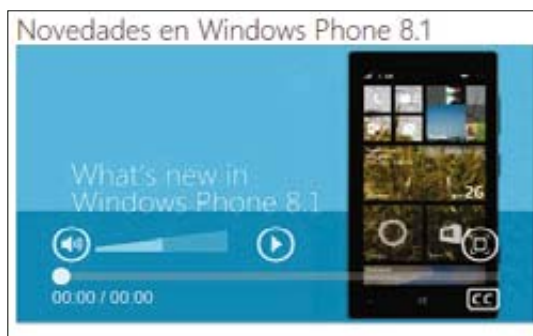 Novedades en Windows Phone 8.1
What's new in
Windows Phone 8.1
26
00:00 / 00:00
CC